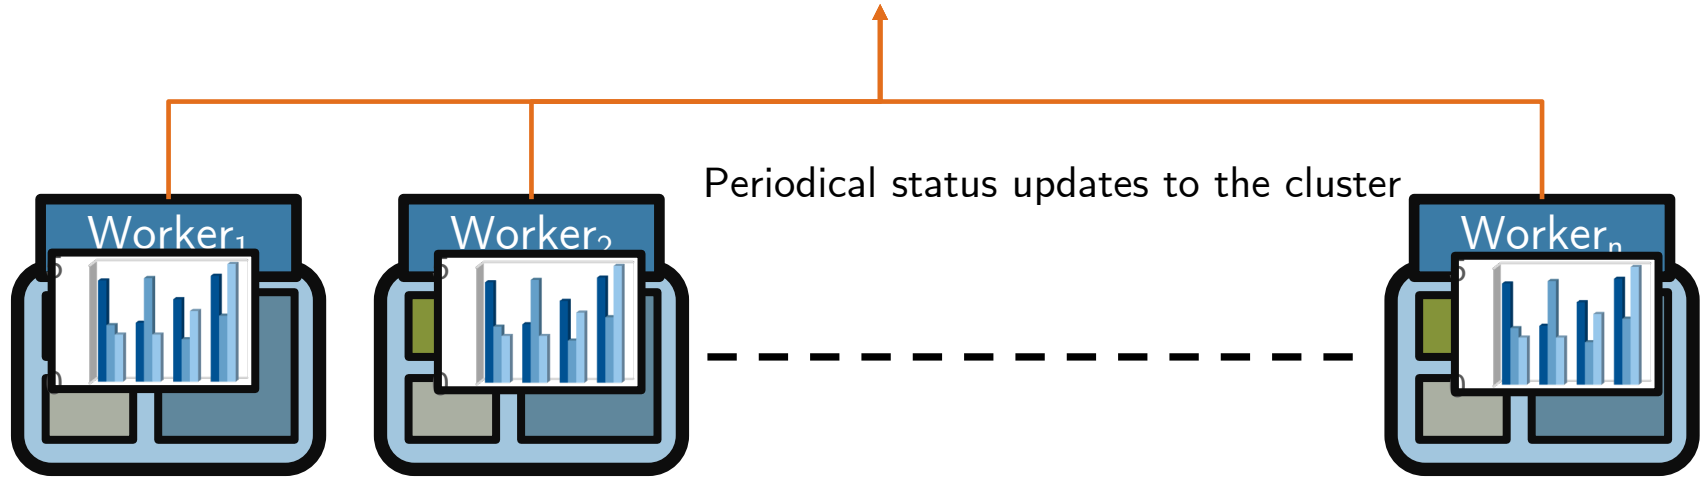 Periodical status updates to the cluster
Worker₁
Worker₂
Workerₙ